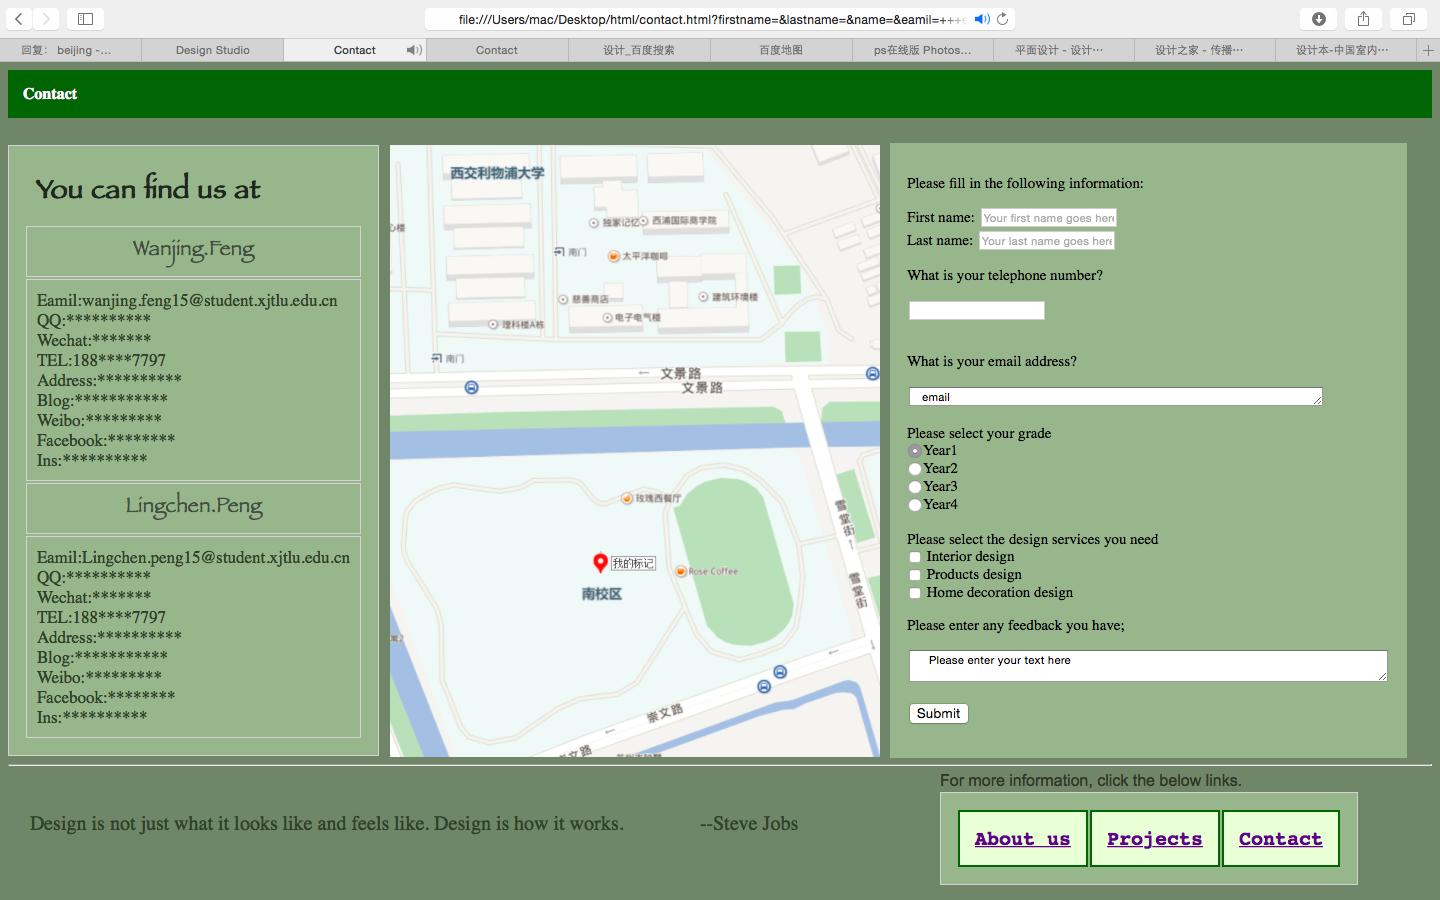 file:///Users/mac/Desktop/html/contact.html?firstname=&lastname=&name=&eamil=+++
回复: beijing -...
Design Studio
Contact
Contact
设计_百度搜索
百度地图
ps在线版 Photos...
平面设计 - 设计...
设计之家 - 传播...
设计本-中国室内...
Contact
You can find us at
Wanjing.Feng
Eamil:wanjing.feng15@student.xjtlu.edu.cn
QQ:**********
Wechat:*******
TEL:188****7797
Address:**********
Blog:***********
Weibo:*********
Facebook:********
Ins:**********
Lingchen.Peng
Eamil:Lingchen.peng15@student.xjtlu.edu.cn
QQ:**********
Wechat:*******
TEL:188****7797
Address:**********
Blog:***********
Weibo:*********
Facebook:********
Ins:**********
西交利物浦大学
心楼
独家记忆
西浦国际商学院
南门
太平洋咖啡
慈善商店
建筑环境楼
理科楼A栋
电子电气楼
南门
文景路
文景路
玫瑰西餐厅
雪堂街
我的标记
Rose Coffee
南校区
雪堂街
崇文路
崇文路
Please fill in the following information:
First name: Your first name goes here
Last name: Your last name goes here
What is your telephone number?
What is your email address?
email
Please select your grade
Year1
Year2
Year3
Year4
Please select the design services you need
Interior design
Products design
Home decoration design
Please enter any feedback you have;
Please enter your text here
Submit
Design is not just what it looks like and feels like. Design is how it works. --Steve Jobs
For more information, click the below links.
About us
Projects
Contact